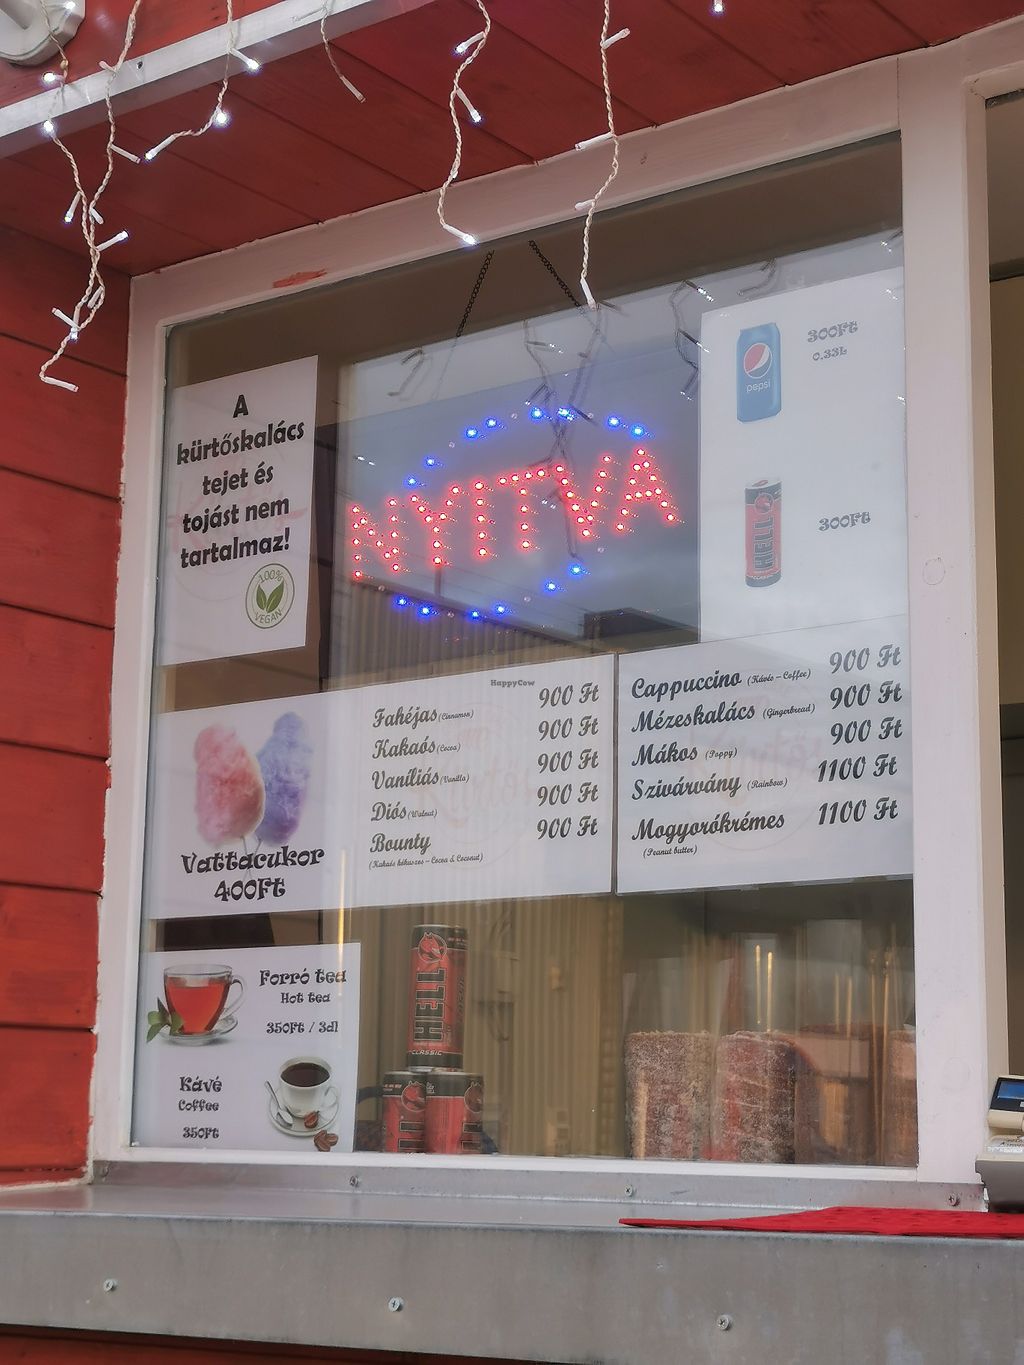 A
kürtőskalács
tejet és
tojást nem
tartalmaz!
100%
VEGAN
NYITVA
300Ft
0.33L
pepsi
HELL
300Ft
HappyCow
Fahéjas (Cinnamon) 900 Ft
Kakaós (Cocoa) 900 Ft
Vaníliás (Vanilla) 900 Ft
Diós (Walnut) 900 Ft
Bounty 900 Ft
(Kakaós kókuszos – Cocoa & Coconut)
Cappuccino (Kávés – Coffee) 900 Ft
Mézeskalács (Gingerbread) 900 Ft
Mákos (Poppy) 900 Ft
Szivárvány (Rainbow) 1100 Ft
Mogyorókrémes 1100 Ft
(Peanut butter)
Vattacukor
400Ft
Forró tea
Hot tea
350Ft / 3dl
Kávé
Coffee
350Ft
HELL
CLASSIC